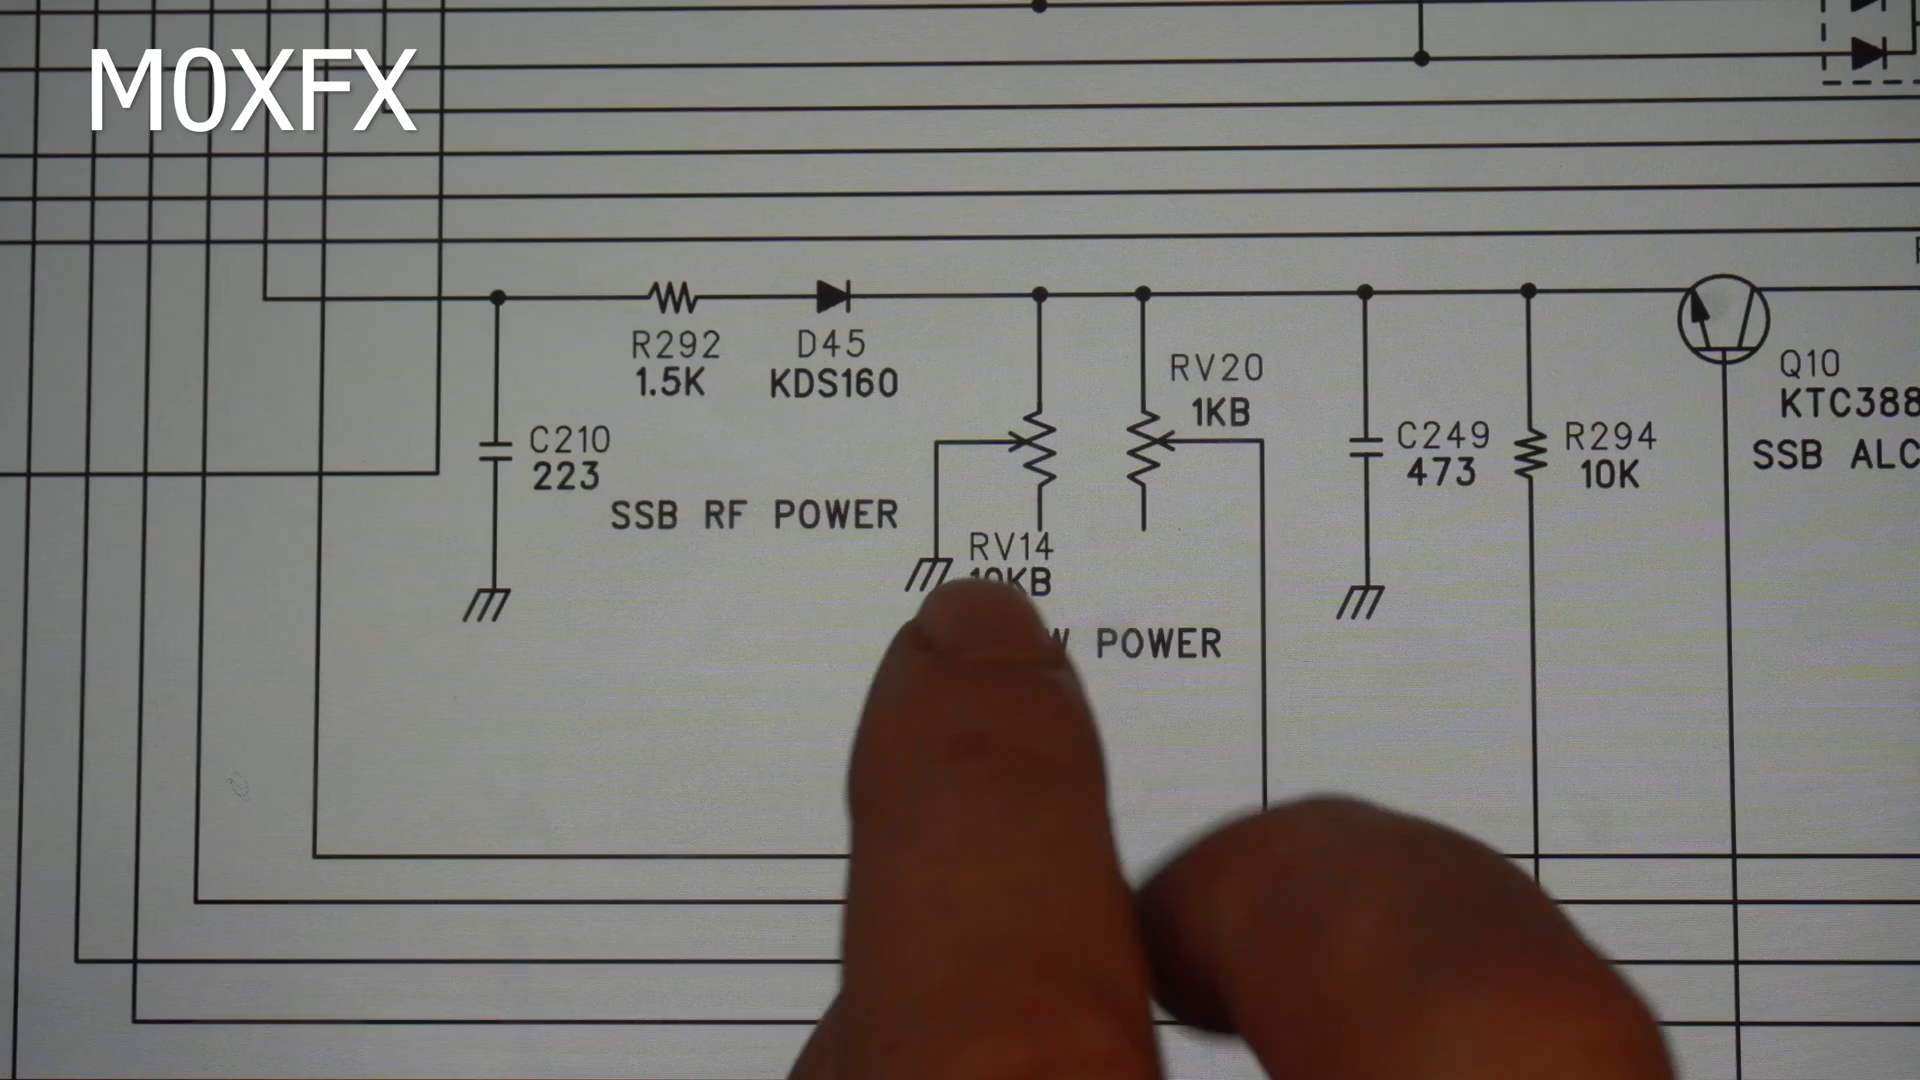 M0XFX
R292
1.5K
D45
KDS160
RV20
1KB
C210
223
SSB RF POWER
RV14
10KB
POWER
C249
473
R294
10K
Q10
KTC388
SSB ALC